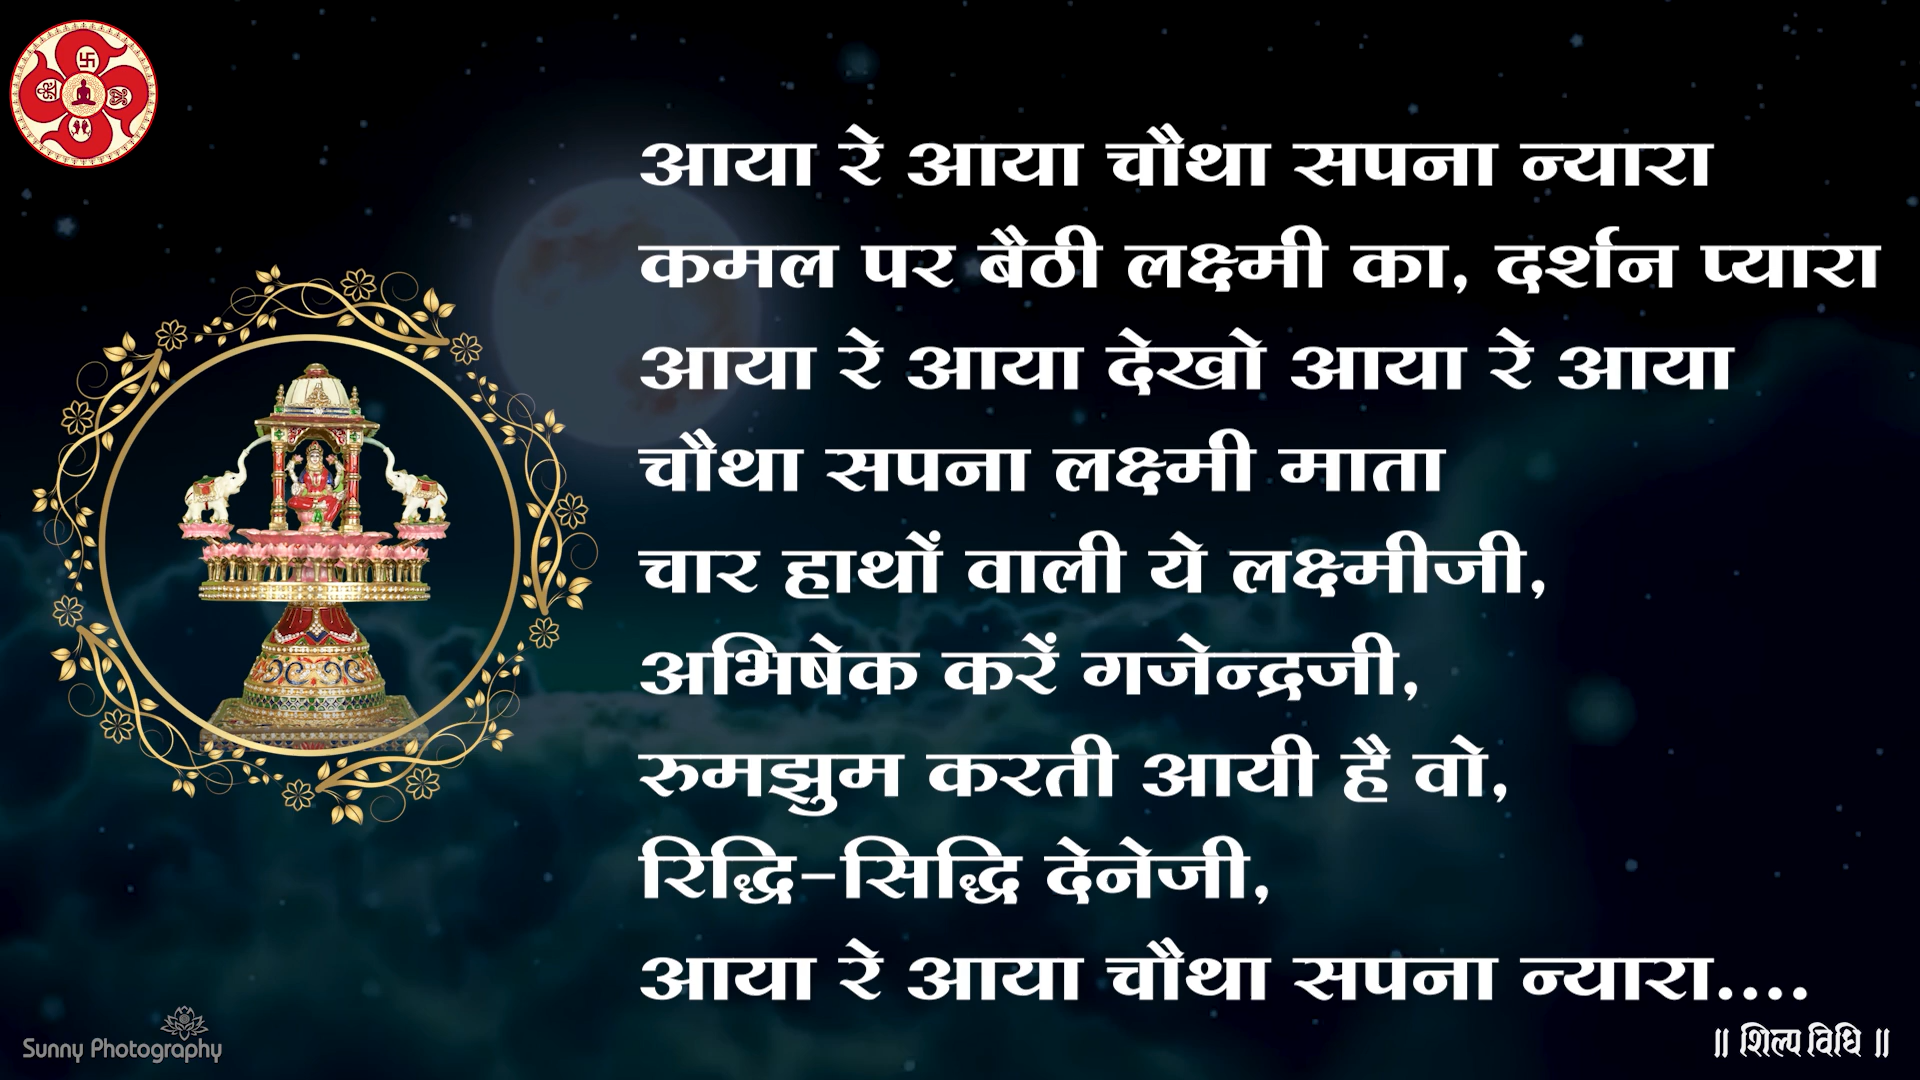 आया रे आया चौथा सपना न्यारा
कमल पर बैठी लक्ष्मी का, दर्शन प्यारा
आया रे आया देखो आया रे आया
चौथा सपना लक्ष्मी माता
चार हाथों वाली ये लक्ष्मीजी,
अभिषेक करें गजेन्द्रजी,
रुमझुम करती आयी है वो,
रिद्धि-सिद्धि देनेजी,
आया रे आया चौथा सपना न्यारा....
Sunny Photography
॥ शिल्प विधि ॥